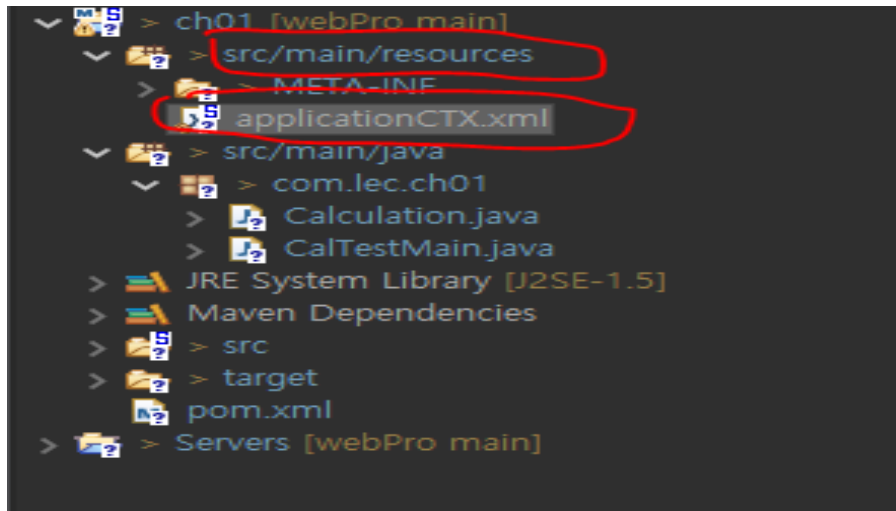 > ch01 [webPro main]
> src/main/resources
> META-INF
applicationCTX.xml
> src/main/java
> com.lec.ch01
Calculation.java
CalTestMain.java
JRE System Library [J2SE-1.5]
Maven Dependencies
> src
> target
pom.xml
> Servers [webPro main]